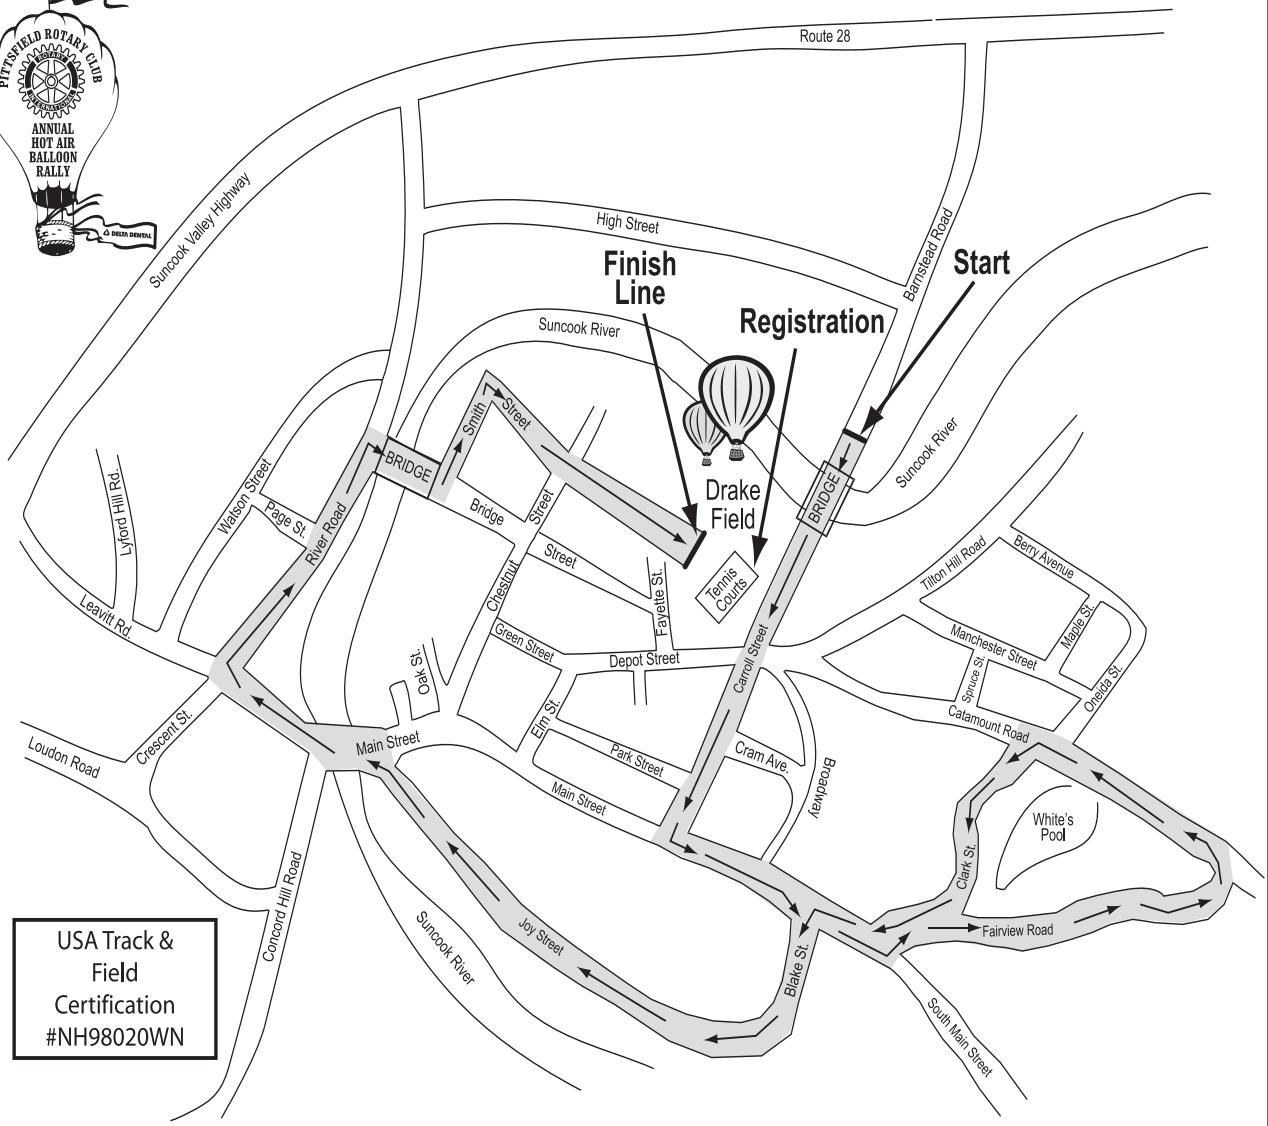 PITTSFIELD ROTARY CLUB
ROTARY
INTERNATIONAL
ANNUAL
HOT AIR
BALLOON
RALLY
DELTA DENTAL
Route 28
Suncook Valley Highway
High Street
Barnstead Road
Finish
Line
Start
Registration
Suncook River
Smith
Street
BRIDGE
Suncook River
BRIDGE
Drake
Field
Tennis
Courts
Lyford Hill Rd.
Watson Street
Page St.
River Road
Bridge
Street
Chestnut
Street
Fayette St.
Tilton Hill Road
Berry Avenue
Maple St.
Manchester Street
Spruce St.
Oneida St.
Leavitt Rd.
Green Street
Depot Street
Carroll Street
Oak St.
Elm St.
Catamount Road
Crescent St.
Loudon Road
Main Street
Park Street
Cram Ave.
Broadway
Main Street
White's
Pool
Clark St.
Concord Hill Road
Suncook River
Joy Street
Blake St.
Fairview Road
South Main Street
USA Track &
Field
Certification
#NH98020WN